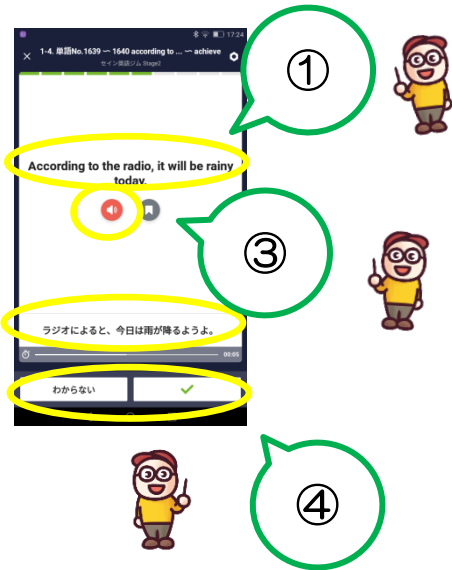 17:24
1-4. 単語No.1639 ～ 1640 according to ... ～ achieve
セイン英語ジム Stage2
①
According to the radio, it will be rainy
today.
③
ラジオによると、今日は雨が降るようよ。
00:05
わからない
④